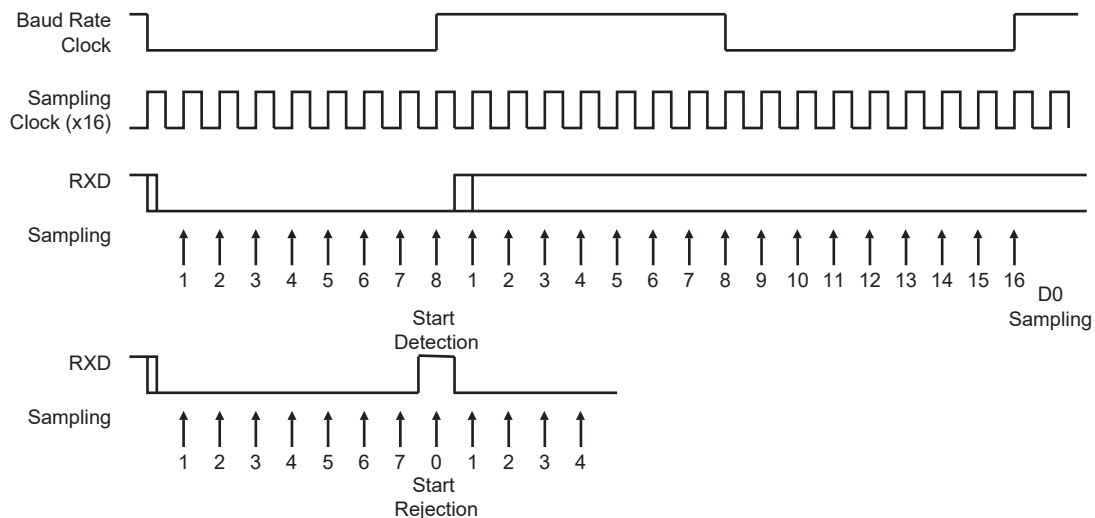 Baud Rate
Clock
Sampling
Clock (x16)
RXD
Sampling
1 2 3 4 5 6 7 8 1 2 3 4 5 6 7 8 9 10 11 12 13 14 15 16
D0
Sampling
Start
Detection
RXD
Sampling
1 2 3 4 5 6 7 0 1 2 3 4
Start
Rejection